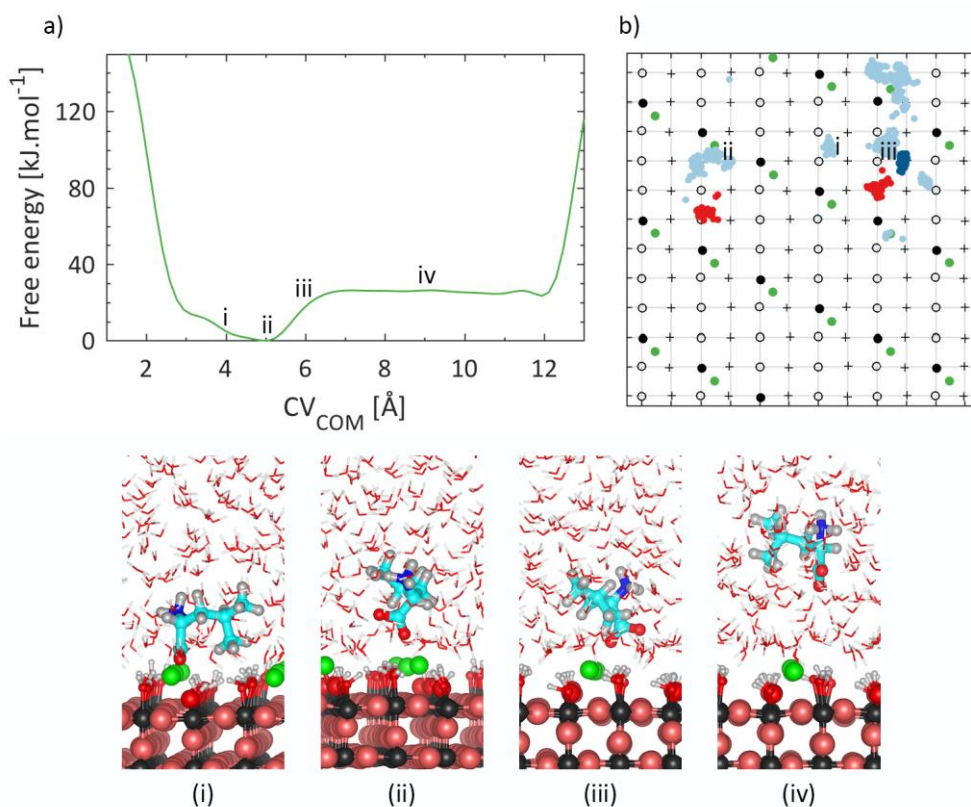 a)
b)
Free energy [kJ.mol⁻¹]
120
80
40
0
i
ii
iii
iv
2
4
6
8
10
12
CV_COM [Å]
ii
i
iii
(i)
(ii)
(iii)
(iv)